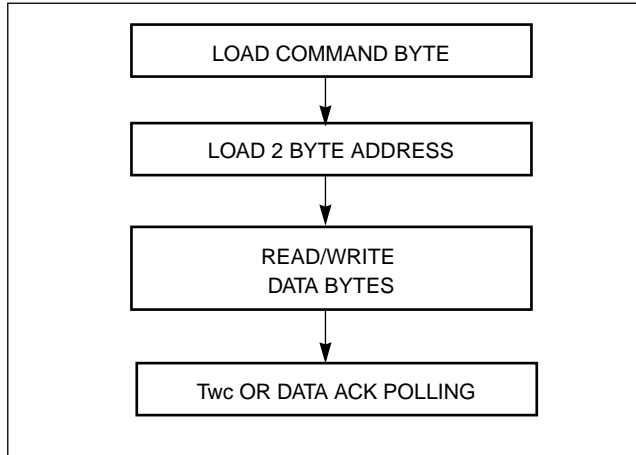 LOAD COMMAND BYTE
LOAD 2 BYTE ADDRESS
READ/WRITE
DATA BYTES
Twc OR DATA ACK POLLING